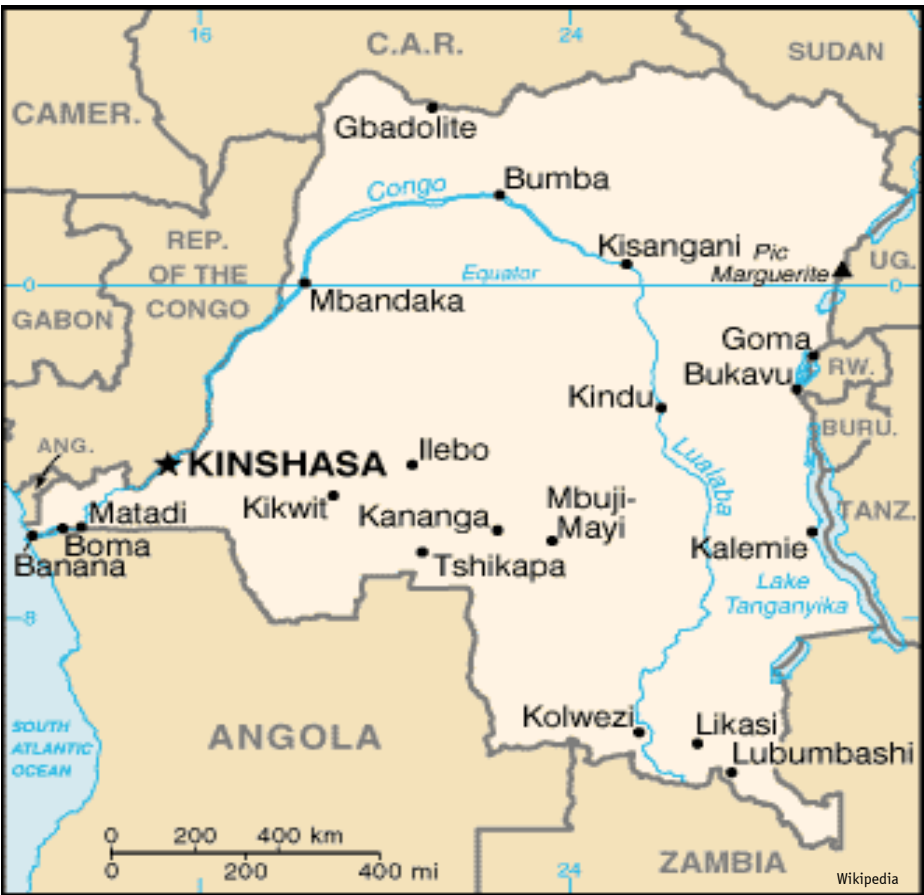 16
24
C.A.R.
SUDAN
CAMER.
Gbadolite
Congo
Bumba
REP.
OF THE
CONGO
Kisangani
Pic
Marguerite
UG.
Equator
0
0
Mbandaka
GABON
Goma
RW.
Bukavu
Kindu
BURU.
ANG.
KINSHASA
Ilebo
Lualaba
Kikwit
Kananga
Mbuji-
Mayi
TANZ.
Matadi
Boma
Banana
Tshikapa
Kalemie
Lake
Tanganyika
8
SOUTH
ATLANTIC
OCEAN
ANGOLA
Kolwezi
Likasi
Lubumbashi
0 200 400 km
0 200 400 mi
24
ZAMBIA
Wikipedia